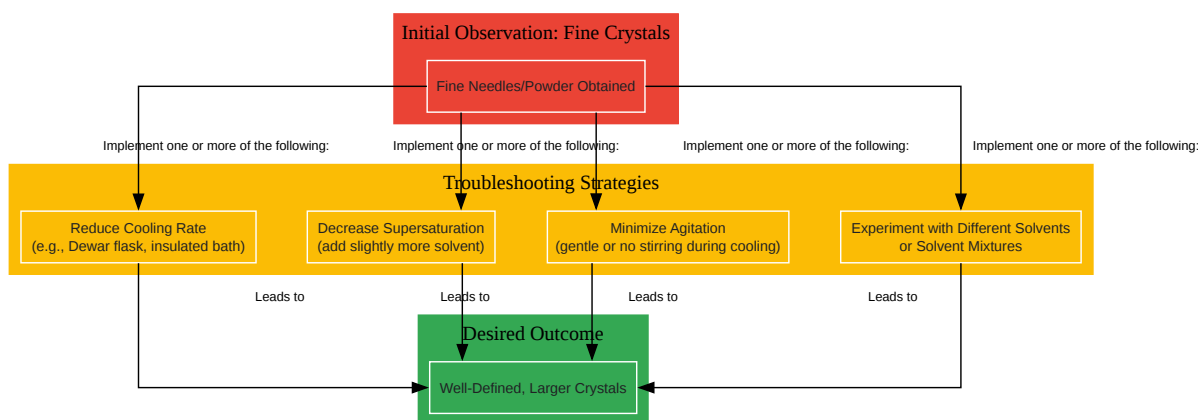 Initial Observation: Fine Crystals
Fine Needles/Powder Obtained
Implement one or more of the following:
Implement one or more of the following:
Implement one or more of the following:
Implement one or more of the following:
Troubleshooting Strategies
Reduce Cooling Rate
(e.g., Dewar flask, insulated bath)
Decrease Supersaturation
(add slightly more solvent)
Minimize Agitation
(gentle or no stirring during cooling)
Experiment with Different Solvents
or Solvent Mixtures
Leads to
Leads to
Leads to
Leads to
Desired Outcome
Well-Defined, Larger Crystals